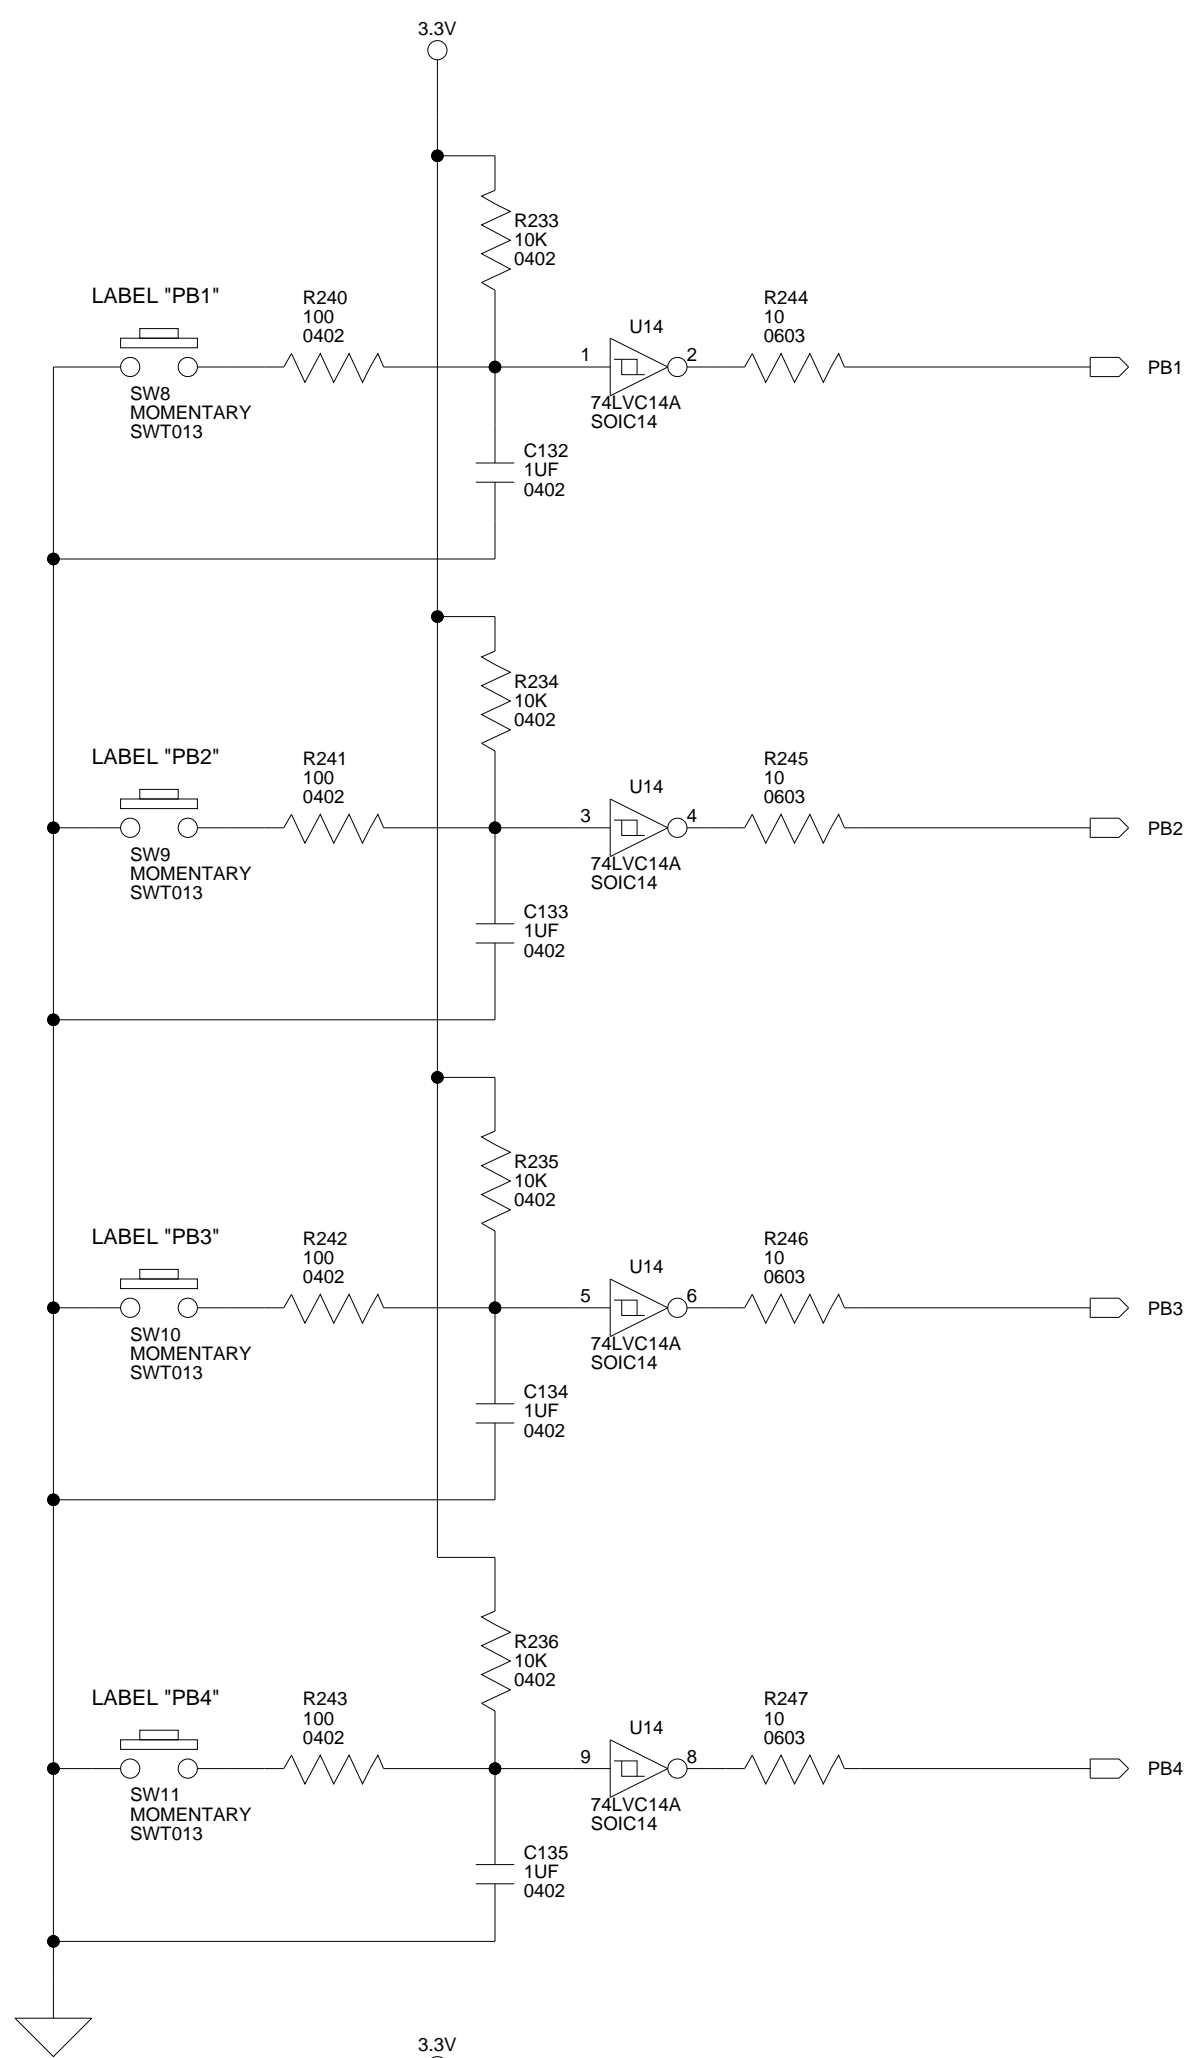 3.3V
R233
10K
0402
LABEL "PB1"
R240
100
0402
U14
R244
10
0603
1
2
PB1
SW8
MOMENTARY
SWT013
74LVC14A
SOIC14
C132
1UF
0402
R234
10K
0402
LABEL "PB2"
R241
100
0402
U14
R245
10
0603
3
4
PB2
SW9
MOMENTARY
SWT013
74LVC14A
SOIC14
C133
1UF
0402
R235
10K
0402
LABEL "PB3"
R242
100
0402
U14
R246
10
0603
5
6
PB3
SW10
MOMENTARY
SWT013
74LVC14A
SOIC14
C134
1UF
0402
R236
10K
0402
LABEL "PB4"
R243
100
0402
U14
R247
10
0603
9
8
PB4
SW11
MOMENTARY
SWT013
74LVC14A
SOIC14
C135
1UF
0402
3.3V